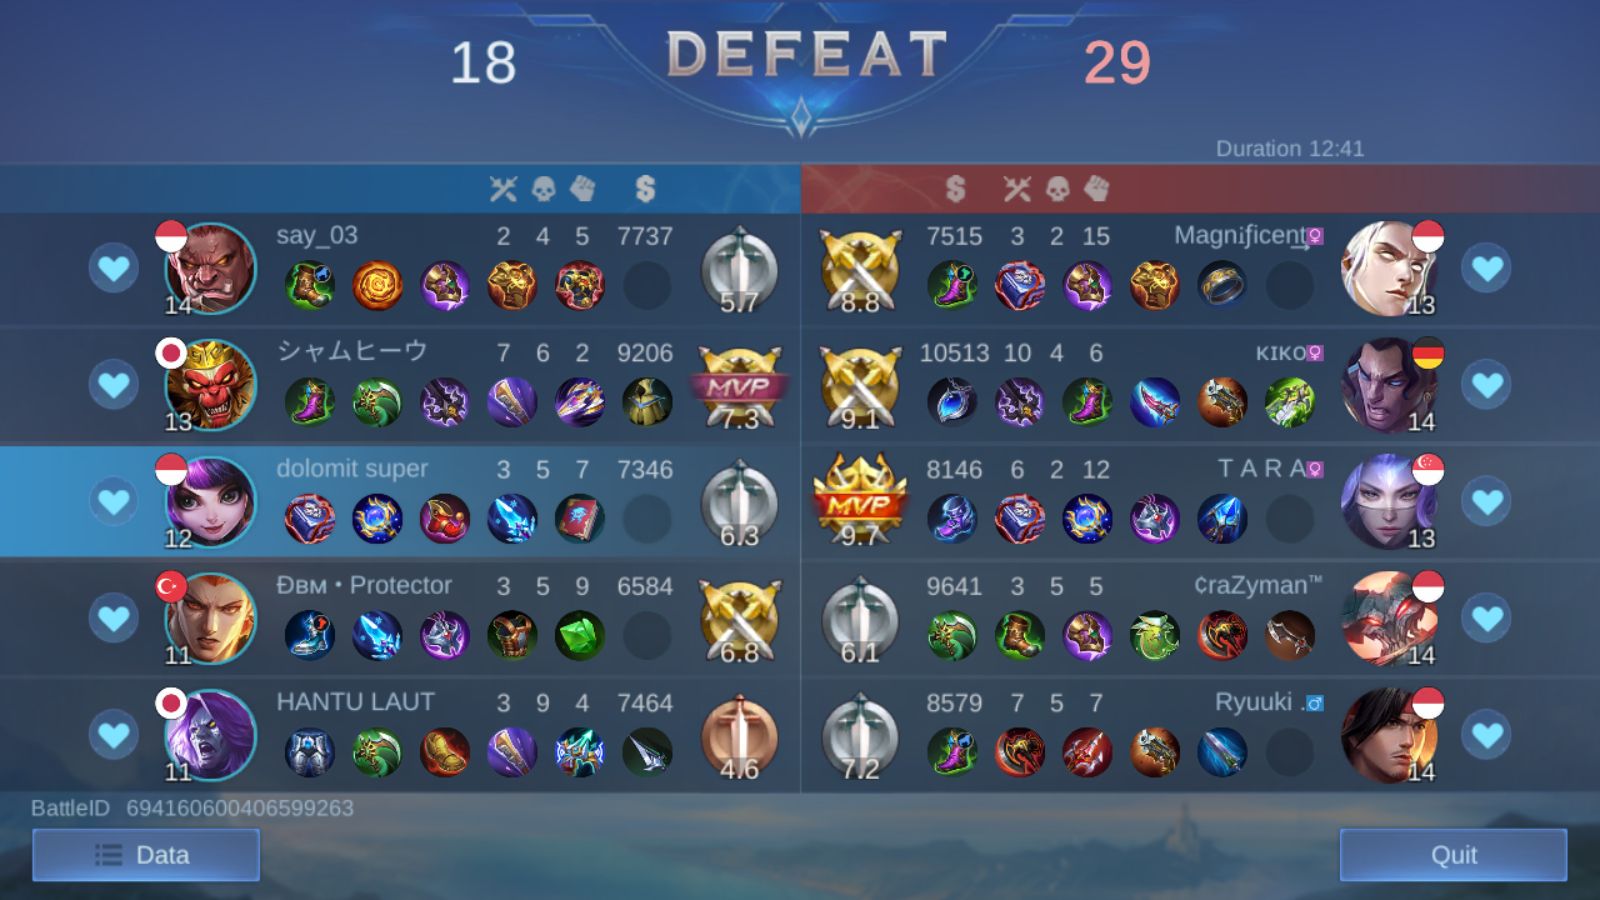 18 DEFEAT 29
Duration 12:41
say_03 2 4 5 7737
14 5.7
8.8 7515 3 2 15 Magnıƒicent
13
シャムヒーウ 7 6 2 9206
13 MVP 7.3
9.1 10513 10 4 6 ᴋɪᴋᴏ
14
dolomit super 3 5 7 7346
12 6.3
MVP 9.7 8146 6 2 12 T A R A
13
Đʙᴍ • Protector 3 5 9 6584
11 6.8
6.1 9641 3 5 5 ¢raZyman™
14
HANTU LAUT 3 9 4 7464
11 4.6
7.2 8579 7 5 7 Ryuuki .
14
BattleID 694160600406599263
Data
Quit